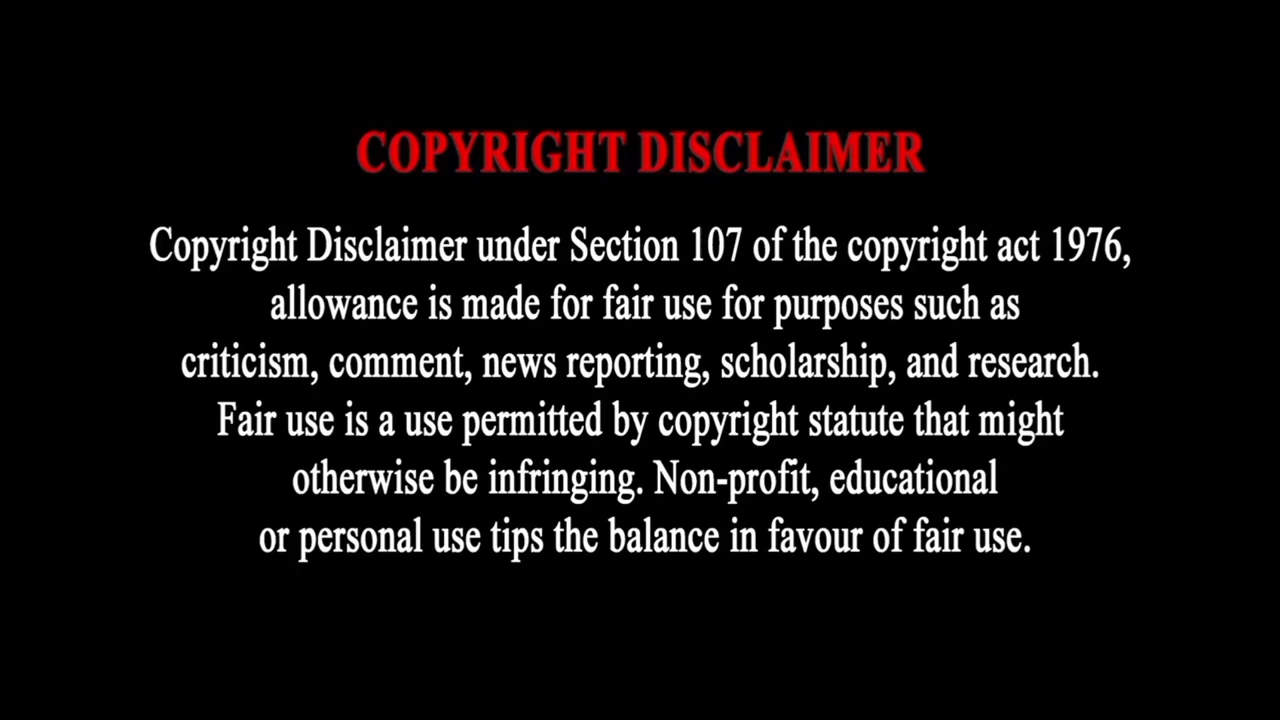 COPYRIGHT DISCLAIMER
Copyright Disclaimer under Section 107 of the copyright act 1976,
allowance is made for fair use for purposes such as
criticism, comment, news reporting, scholarship, and research.
Fair use is a use permitted by copyright statute that might
otherwise be infringing. Non-profit, educational
or personal use tips the balance in favour of fair use.